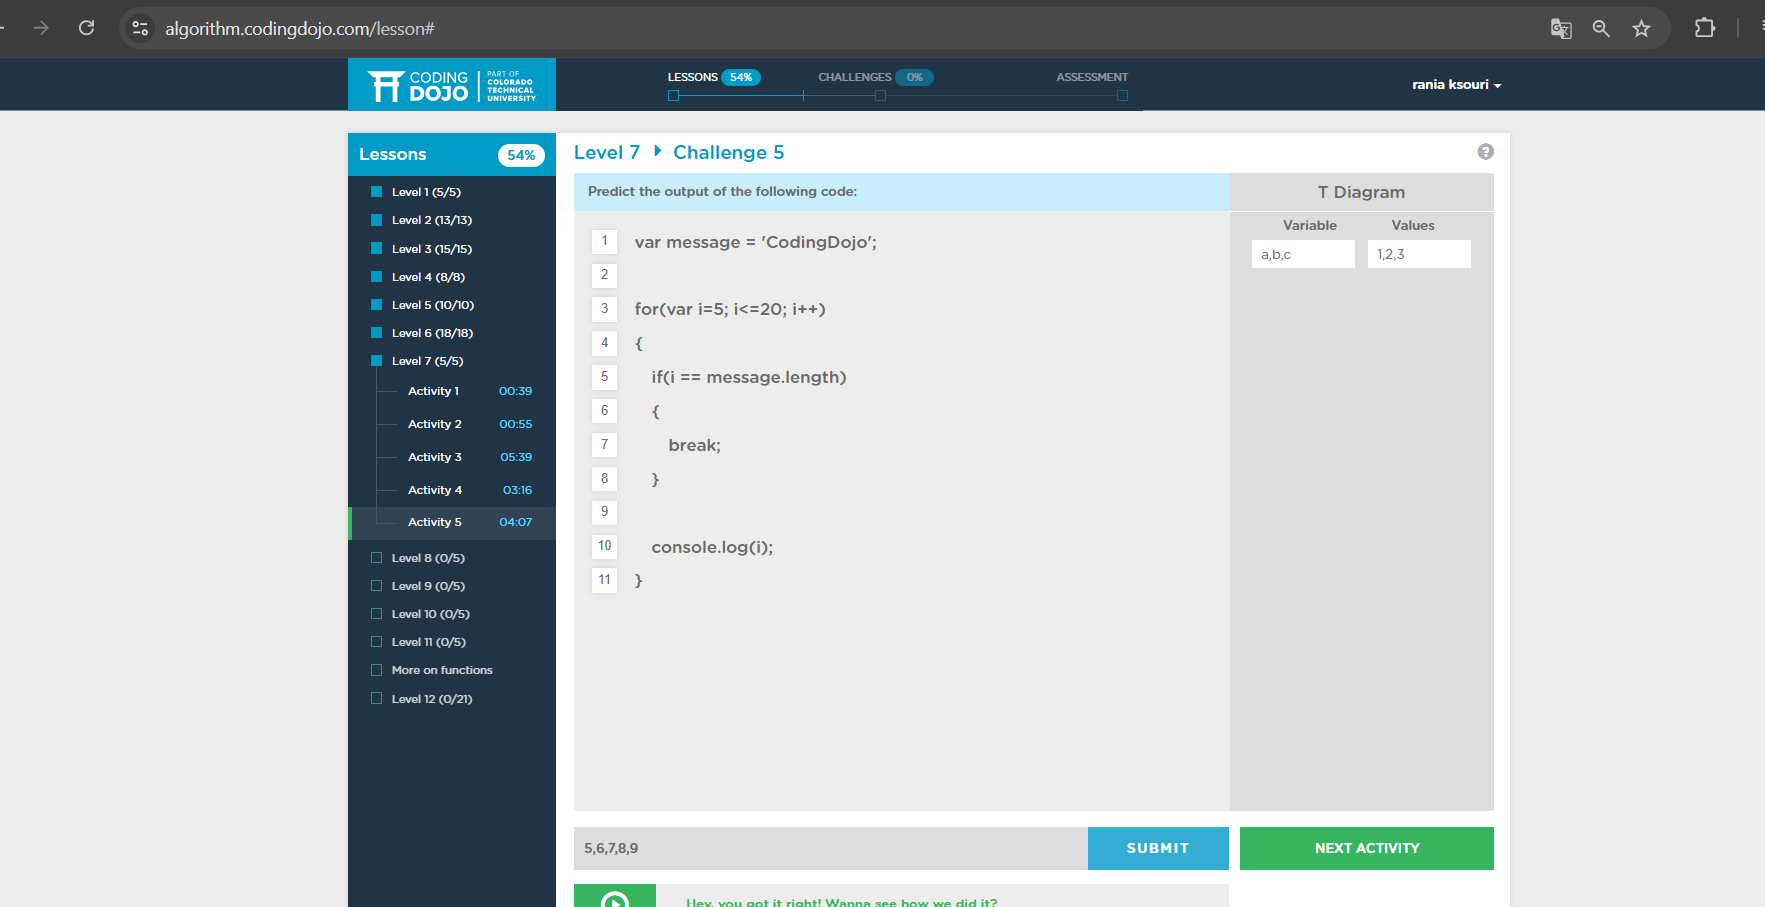 algorithm.codingdojo.com/lesson#
CODING DOJO
PART OF COLORADO TECHNICAL UNIVERSITY
LESSONS 54%
CHALLENGES 0%
ASSESSMENT
rania ksouri
Lessons 54%
Level 1 (5/5)
Level 2 (13/13)
Level 3 (15/15)
Level 4 (8/8)
Level 5 (10/10)
Level 6 (18/18)
Level 7 (5/5)
Activity 1 00:39
Activity 2 00:55
Activity 3 05:39
Activity 4 03:16
Activity 5 04:07
Level 8 (0/5)
Level 9 (0/5)
Level 10 (0/5)
Level 11 (0/5)
More on functions
Level 12 (0/21)
Level 7 Challenge 5
?
Predict the output of the following code:
1 var message = 'CodingDojo';
2
3 for(var i=5; i<=20; i++)
4 {
5 if(i == message.length)
6 {
7 break;
8 }
9
10 console.log(i);
11 }
T Diagram
Variable Values
a,b,c 1,2,3
5,6,7,8,9
SUBMIT
NEXT ACTIVITY
Hey, you got it right! Wanna see how we did it?